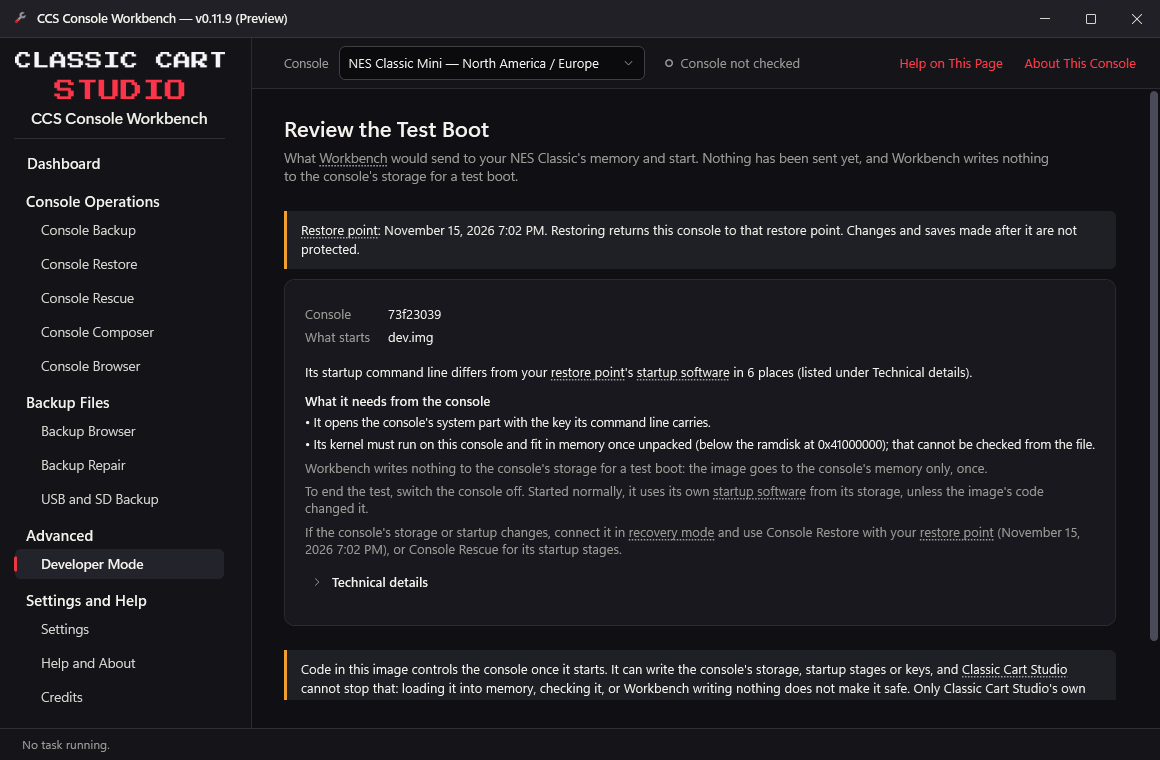 CCS Console Workbench — v0.11.9 (Preview)
CLASSIC CART
STUDIO
CCS Console Workbench
Dashboard
Console Operations
Console Backup
Console Restore
Console Rescue
Console Composer
Console Browser
Backup Files
Backup Browser
Backup Repair
USB and SD Backup
Advanced
Developer Mode
Settings and Help
Settings
Help and About
Credits
Console
NES Classic Mini — North America / Europe
Console not checked
Help on This Page
About This Console
Review the Test Boot
What Workbench would send to your NES Classic's memory and start. Nothing has been sent yet, and Workbench writes nothing
to the console's storage for a test boot.
Restore point: November 15, 2026 7:02 PM. Restoring returns this console to that restore point. Changes and saves made after it are not
protected.
Console 73f23039
What starts dev.img
Its startup command line differs from your restore point's startup software in 6 places (listed under Technical details).
What it needs from the console
• It opens the console's system part with the key its command line carries.
• Its kernel must run on this console and fit in memory once unpacked (below the ramdisk at 0x41000000); that cannot be checked from the file.
Workbench writes nothing to the console's storage for a test boot: the image goes to the console's memory only, once.
To end the test, switch the console off. Started normally, it uses its own startup software from its storage, unless the image's code
changed it.
If the console's storage or startup changes, connect it in recovery mode and use Console Restore with your restore point (November 15,
2026 7:02 PM), or Console Rescue for its startup stages.
Technical details
Code in this image controls the console once it starts. It can write the console's storage, startup stages or keys, and Classic Cart Studio
cannot stop that: loading it into memory, checking it, or Workbench writing nothing does not make it safe. Only Classic Cart Studio's own
No task running.